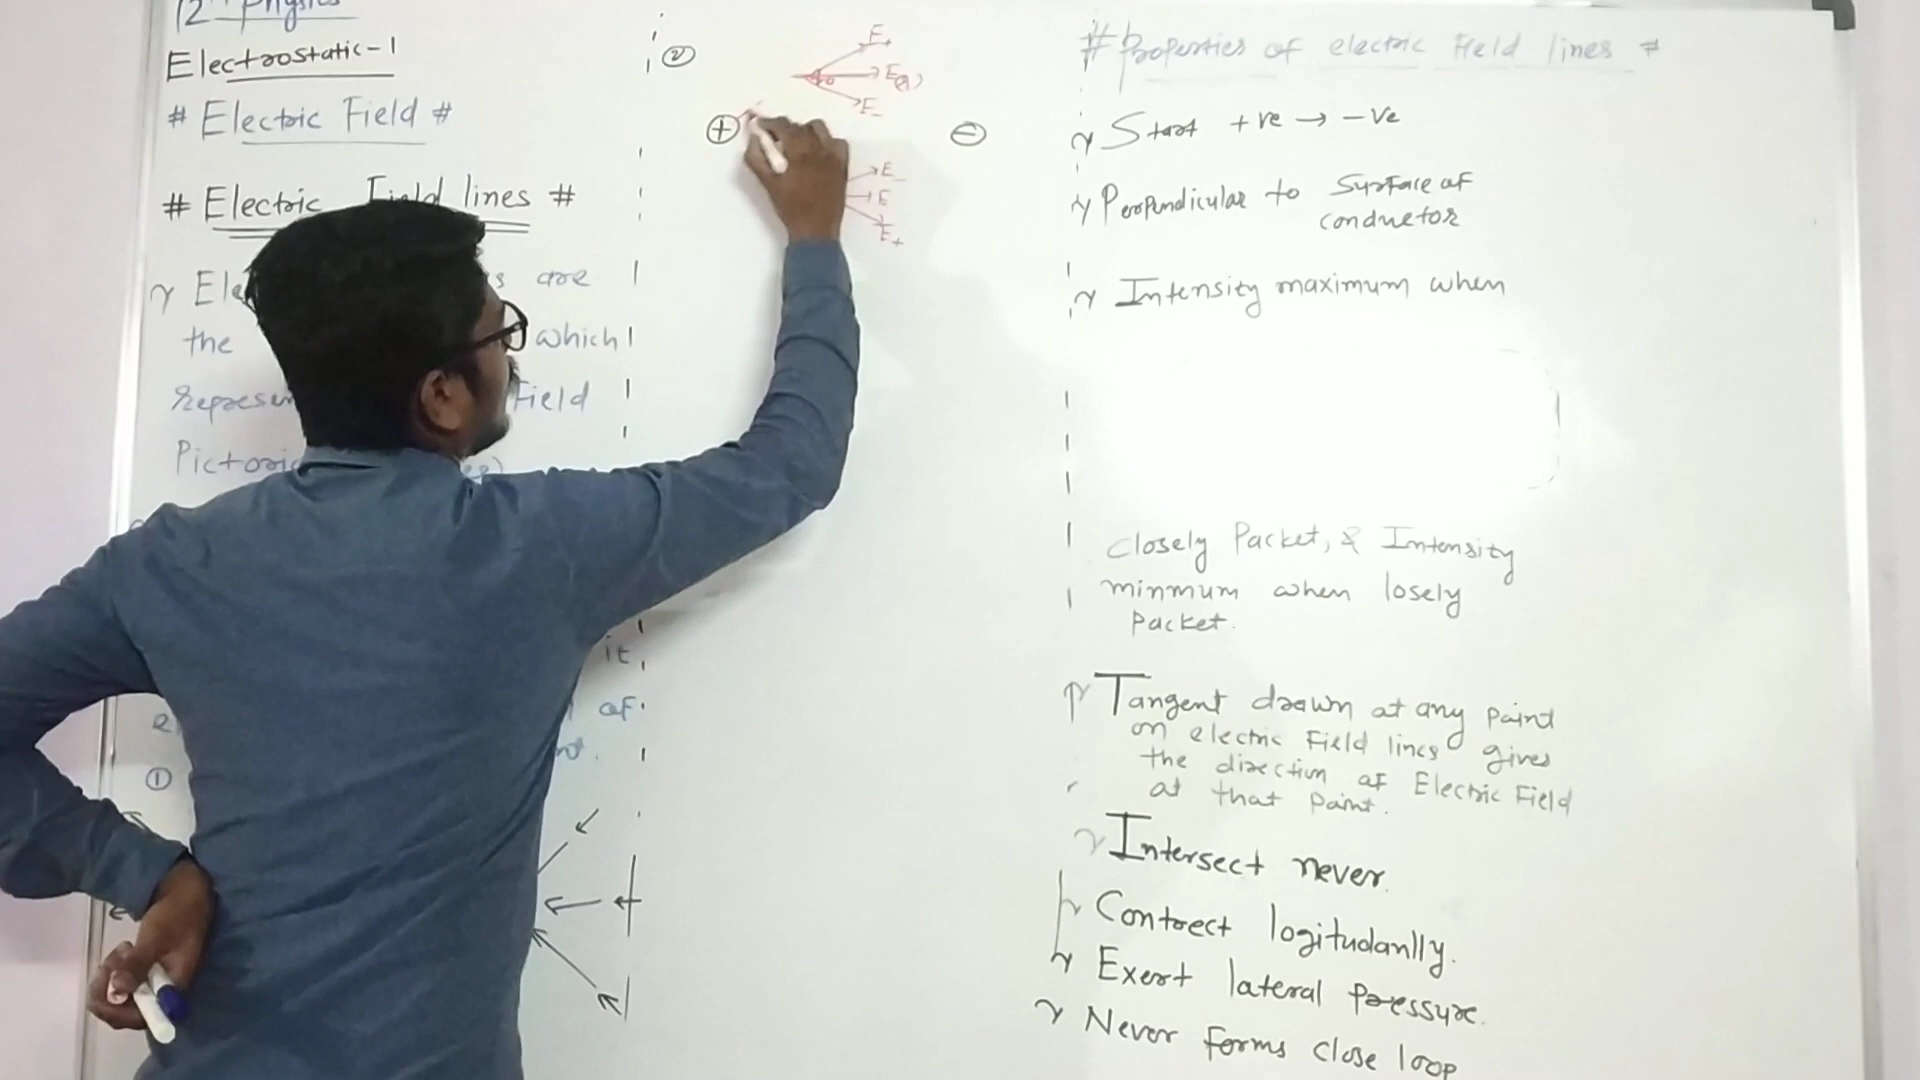 12th Physics
Electrostatic-1
# Electric Field #
# Electric Field lines #
are
the which
Field
it
of
①
②
+
−
E+
E-
E-
E
E+
# Properties of electric Field lines #
Start +ve → -ve
Perpendicular to Surface of
conductor
Intensity maximum when
closely Packet, & Intensity
minmum when losely
Packet.
Tangent drawn at any Point
on electric Field lines gives
the direction of Electric Field
at that Point.
Intersect never.
Contrect logitudanlly.
Exert lateral Pressure.
Never Forms close loop